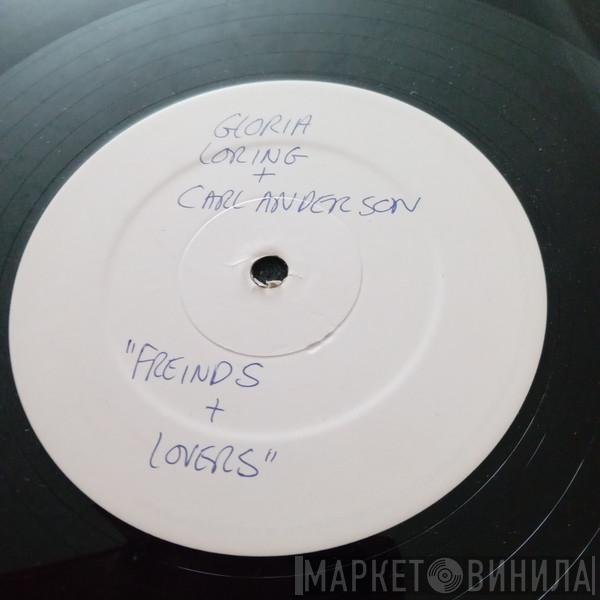 GLORIA
LORING
+
CARL ANDERSON
"FREINDS
+
LOVERS"
МАРКЕТ ВИНИЛА